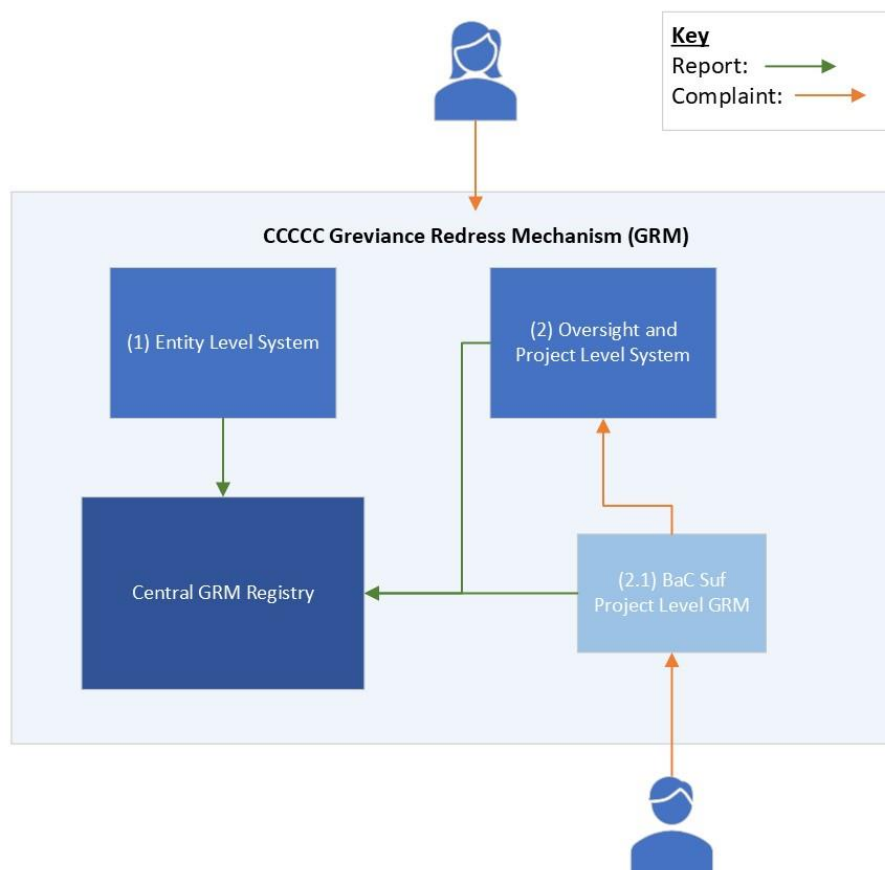 Key
Report:
Complaint:
CCCCC Greviance Redress Mechanism (GRM)
(1) Entity Level System
(2) Oversight and
Project Level System
Central GRM Registry
(2.1) BaC Suf
Project Level GRM